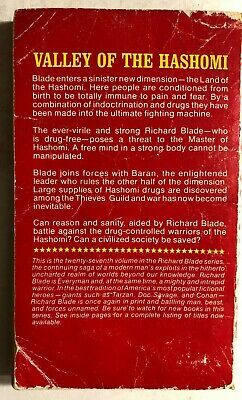 VALLEY OF THE HASHOMI
Blade enters a sinister new dimension—the Land of
the Hashomi. Here people are conditioned from
birth to be totally immune to pain and fear. By a
combination of indoctrination and drugs they have
been made into the ultimate fighting machine.
The ever-virile and strong Richard Blade—who
is drug-free—poses a threat to the Master of
Hashomi. A free mind in a strong body cannot be
manipulated.
Blade joins forces with Baran, the enlightened
leader who rules the other half of the dimension.
Large supplies of Hashomi drugs are discovered
among the Thieves Guild and war has now become
inevitable.
Can reason and sanity, aided by Richard Blade,
battle against the drug-controlled warriors of the
Hashomi? Can a civilized society be saved?
This is the twenty-seventh volume in the Richard Blade series,
the continuing saga of a modern man's exploits in the hitherto
uncharted realm of worlds beyond our knowledge. Richard
Blade is Everyman and, at the same time, a mighty and intrepid
warrior. In the best tradition of America's most popular fictional
heroes—giants such as Tarzan, Doc Savage, and Conan—
Richard Blade is once again in print and battling man, beast,
and forces unnamed. Be sure to watch for new books in this
series. See inside pages for a complete listing of titles now
available.